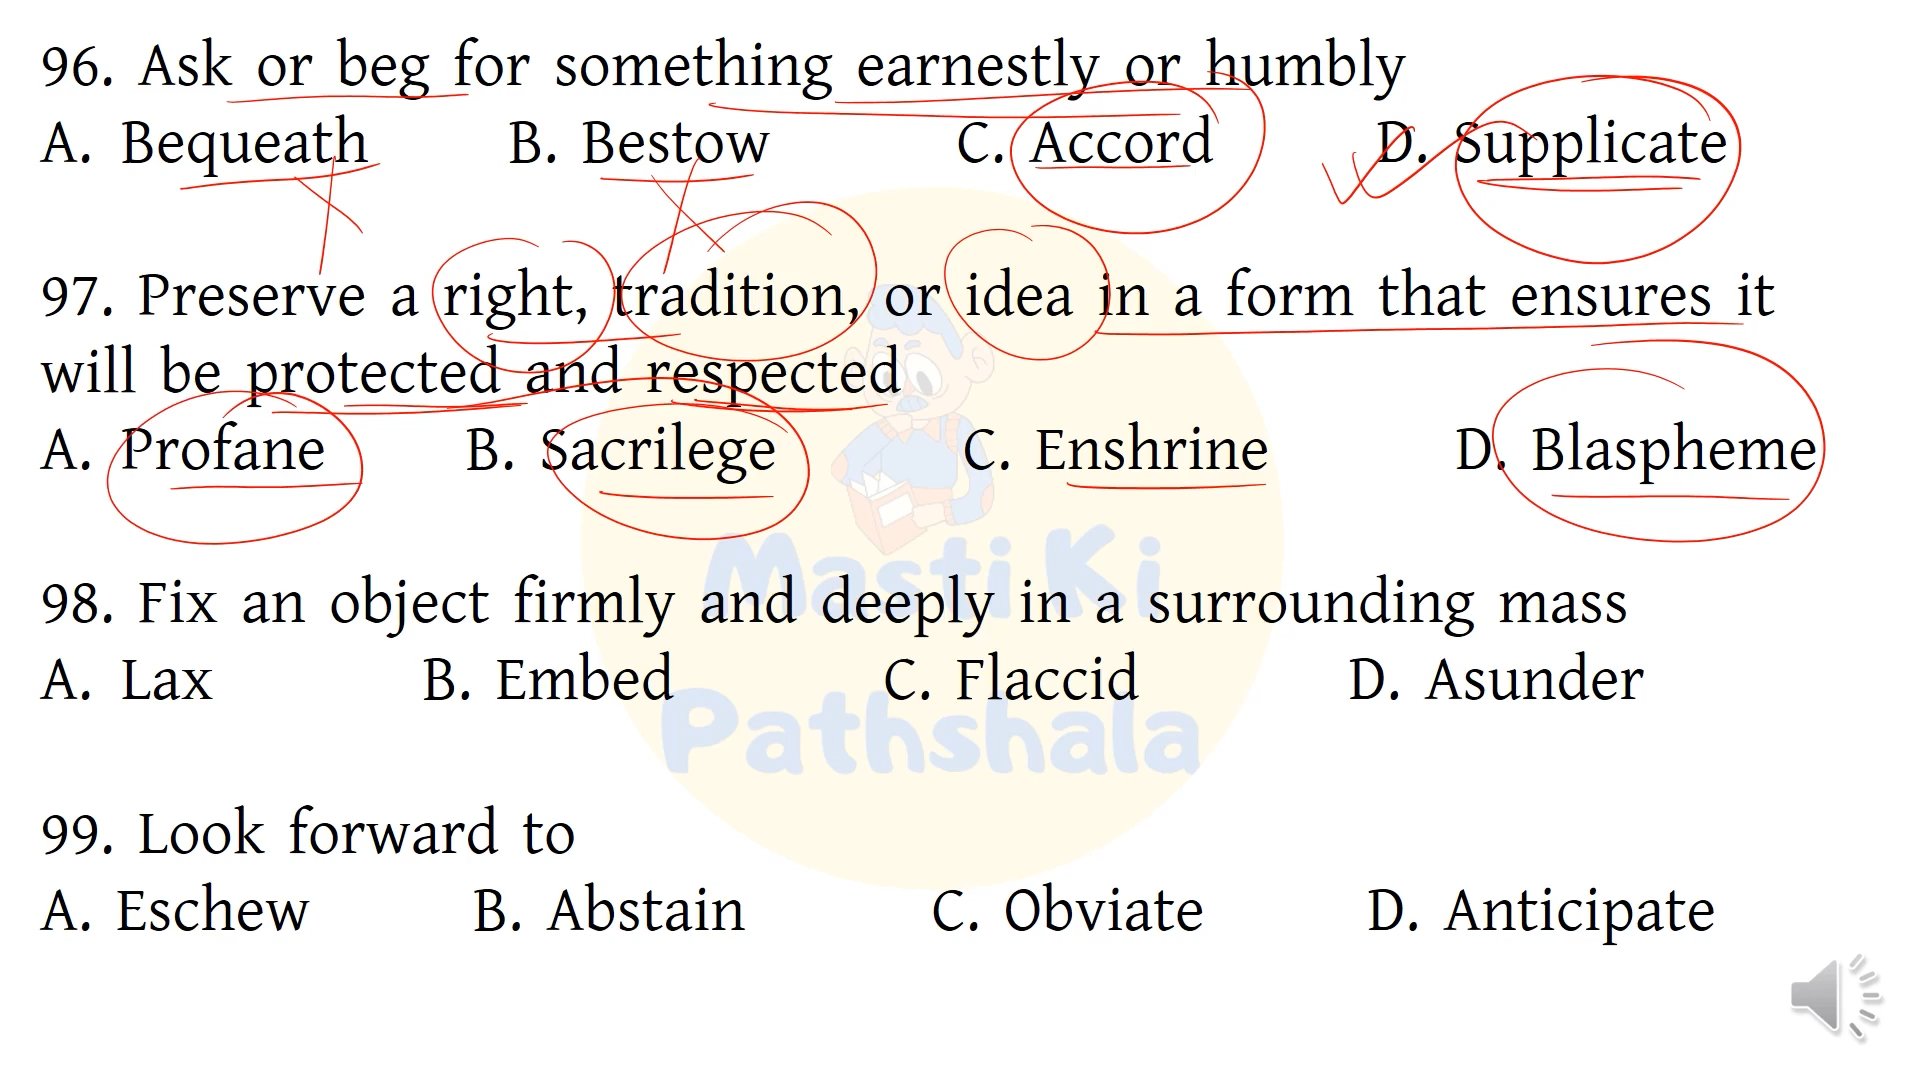 96. Ask or beg for something earnestly or humbly
A. Bequeath B. Bestow C. Accord D. Supplicate
97. Preserve a right, tradition, or idea in a form that ensures it
will be protected and respected
A. Profane B. Sacrilege C. Enshrine D. Blaspheme
98. Fix an object firmly and deeply in a surrounding mass
A. Lax B. Embed C. Flaccid D. Asunder
99. Look forward to
A. Eschew B. Abstain C. Obviate D. Anticipate
Masti Ki
Pathshala